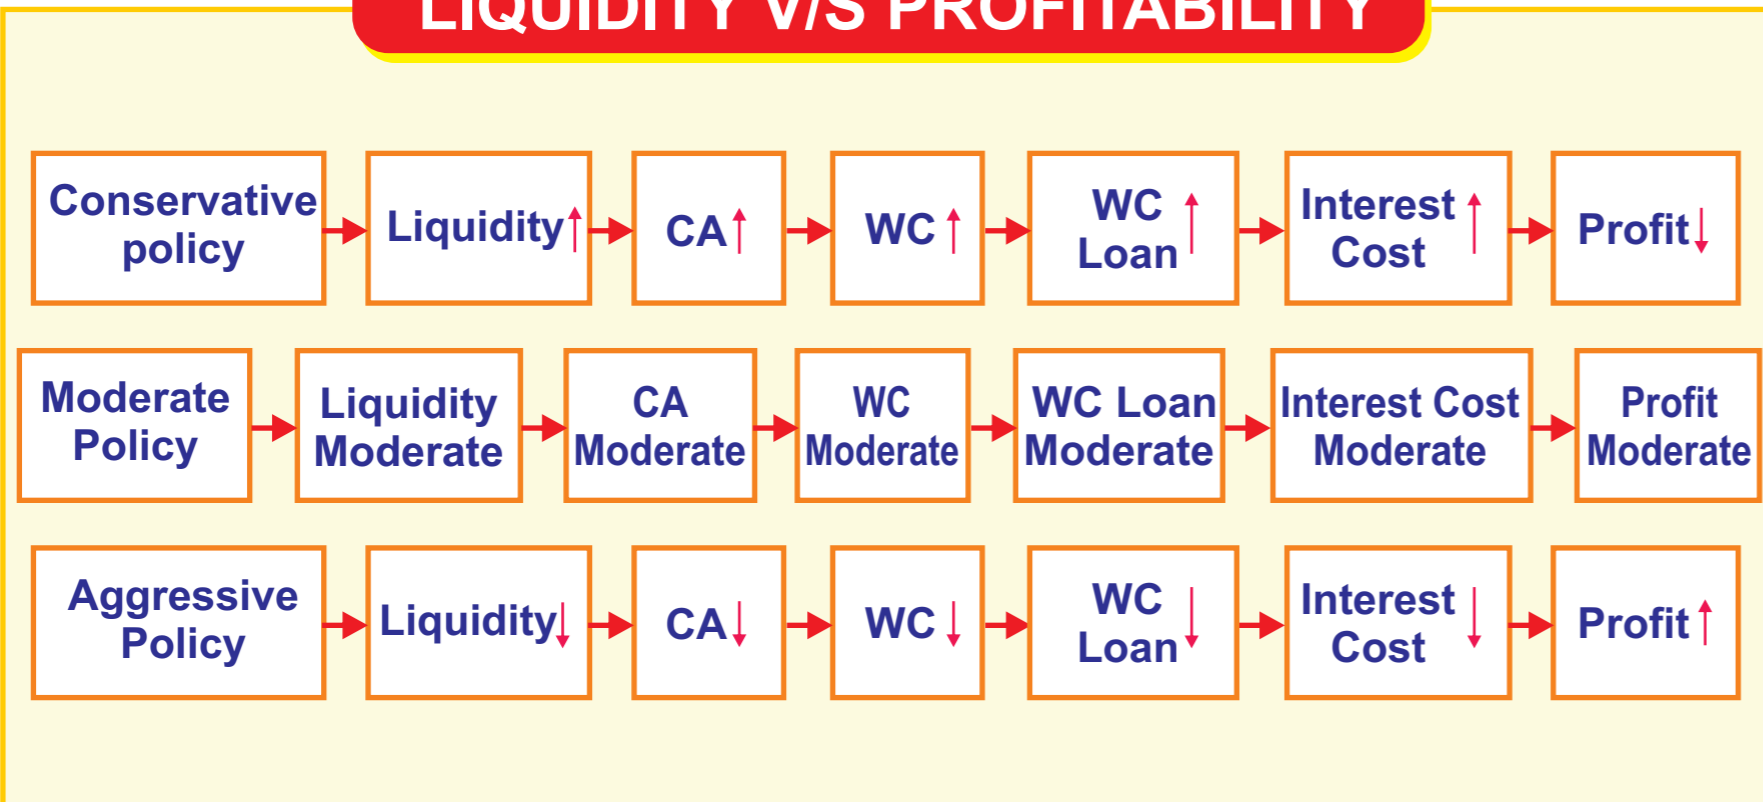 LIQUIDITY V/S PROFITABILITY
Conservative
policy
Liquidity↑
CA↑
WC↑
WC
Loan↑
Interest
Cost↑
Profit↓
Moderate
Policy
Liquidity
Moderate
CA
Moderate
WC
Moderate
WC Loan
Moderate
Interest Cost
Moderate
Profit
Moderate
Aggressive
Policy
Liquidity↓
CA↓
WC↓
WC
Loan↓
Interest
Cost↓
Profit↑